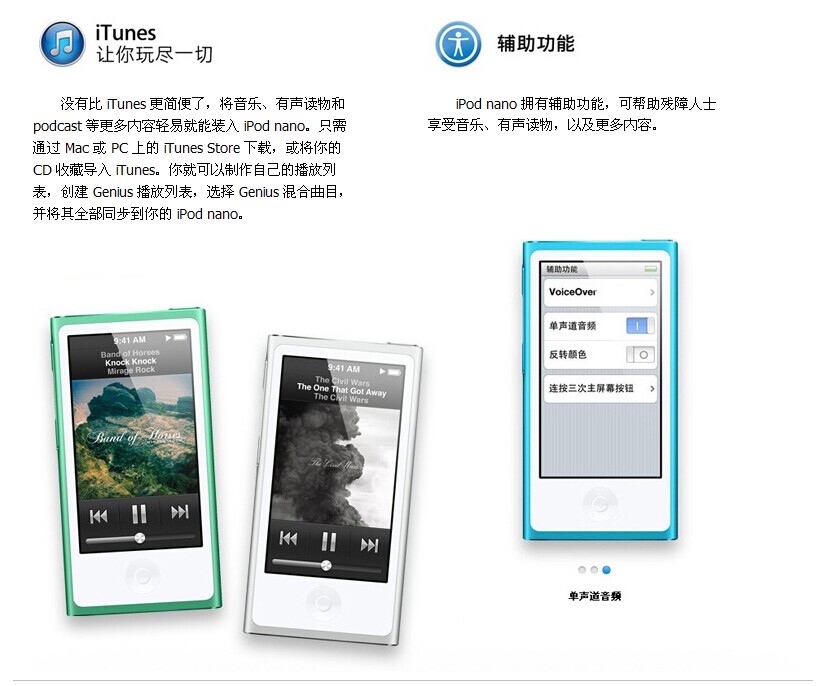 iTunes
让你玩尽一切
没有比 iTunes 更简便了，将音乐、有声读物和
podcast 等更多内容轻易就能装入 iPod nano。只需
通过 Mac 或 PC 上的 iTunes Store 下载，或将你的
CD 收藏导入 iTunes。你就可以制作自己的播放列
表，创建 Genius 播放列表，选择 Genius 混合曲目，
并将其全部同步到你的 iPod nano。
辅助功能
iPod nano 拥有辅助功能，可帮助残障人士
享受音乐、有声读物，以及更多内容。
9:41 AM
Band of Horses
Knock Knock
Mirage Rock
Band of Horses
9:41 AM
The Civil Wars
The One That Got Away
The Civil Wars
The Civil Wars
辅助功能
VoiceOver
单声道音频
反转颜色
连按三次主屏幕按钮
单声道音频